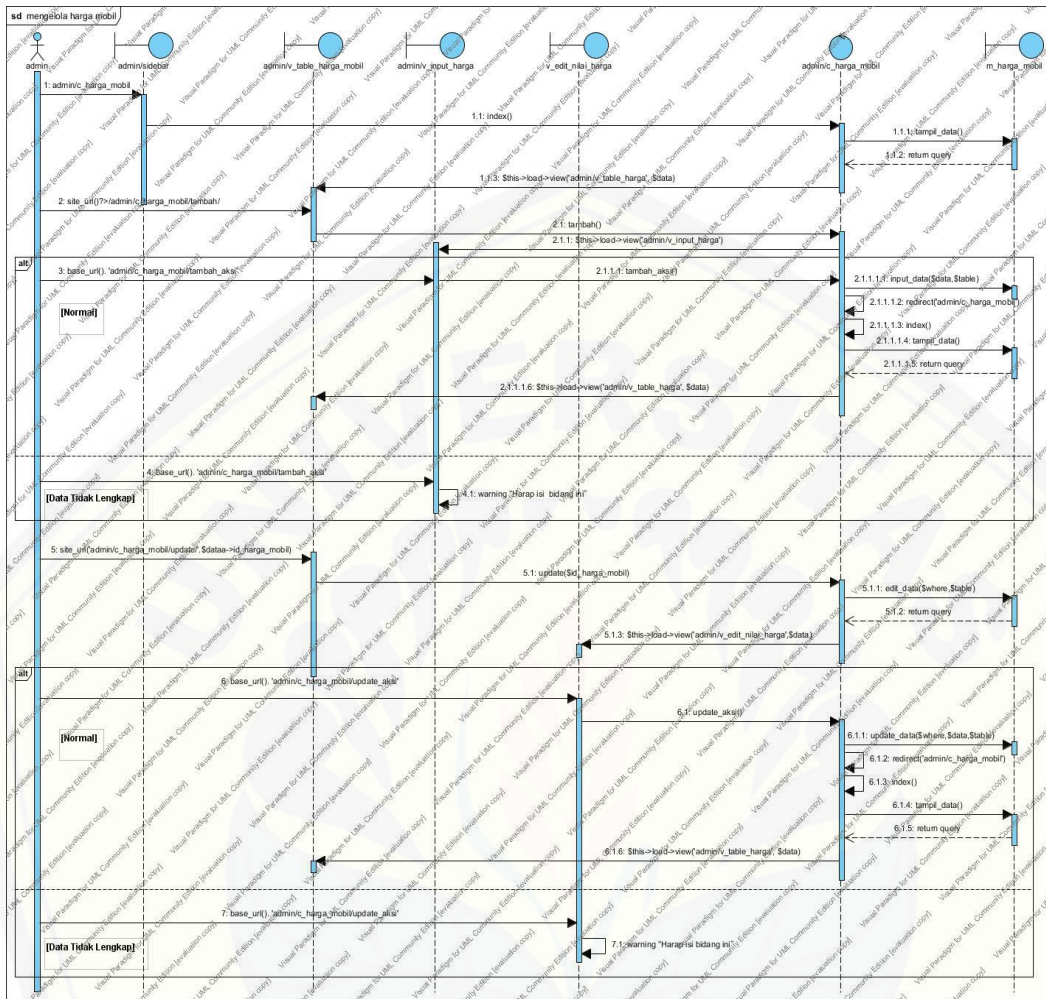 sd mengelola harga mobil
admin
admin/sidebar
admin/v_table_harga_mobil
admin/v_input_harga
v_edit_nilai_harga
admin/c_harga_mobil
m_harga_mobil
1: admin/c_harga_mobil
1.1: index()
1.1.1: tampil_data()
1.1.2: return query
1.1.3: $this->load->view('admin/v_table_harga', $data)
2: site_url()?>/admin/c_harga_mobil/tambah/
2.1: tambah()
2.1.1: $this->load->view('admin/v_input_harga')
alt
3: base_url(). 'admin/c_harga_mobil/tambah_aksi'
2.1.1.1: tambah_aksi()
2.1.1.1.1: input_data($data,$table)
[Normal]
2.1.1.1.2: redirect('admin/c_harga_mobil')
2.1.1.1.3: index()
2.1.1.1.4: tampil_data()
2.1.1.1.5: return query
2.1.1.1.6: $this->load->view('admin/v_table_harga', $data)
4: base_url(). 'admin/c_harga_mobil/tambah_aksi'
[Data Tidak Lengkap]
4.1: warning "Harap isi bidang ini"
5: site_url('admin/c_harga_mobil/update/'.$dataa->id_harga_mobil)
5.1: update($id_harga_mobil)
5.1.1: edit_data($where,$table)
5.1.2: return query
5.1.3: $this->load->view('admin/v_edit_nilai_harga',$data)
alt
6: base_url(). 'admin/c_harga_mobil/update_aksi'
6.1: update_aksi()
[Normal]
6.1.1: update_data($where,$data,$table)
6.1.2: redirect('admin/c_harga_mobil')
6.1.3: index()
6.1.4: tampil_data()
6.1.5: return query
6.1.6: $this->load->view('admin/v_table_harga', $data)
7: base_url(). 'admin/c_harga_mobil/update_aksi'
[Data Tidak Lengkap]
7.1: warning "Harap isi bidang ini"
Visual Paradigm for UML Community Edition [evaluation copy]